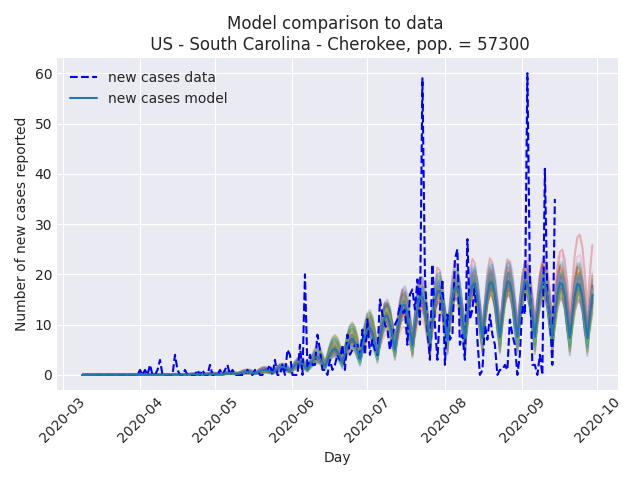 Model comparison to data
US - South Carolina - Cherokee, pop. = 57300
new cases data
new cases model
Number of new cases reported
60
50
40
30
20
10
0
2020-03
2020-04
2020-05
2020-06
2020-07
2020-08
2020-09
2020-10
Day